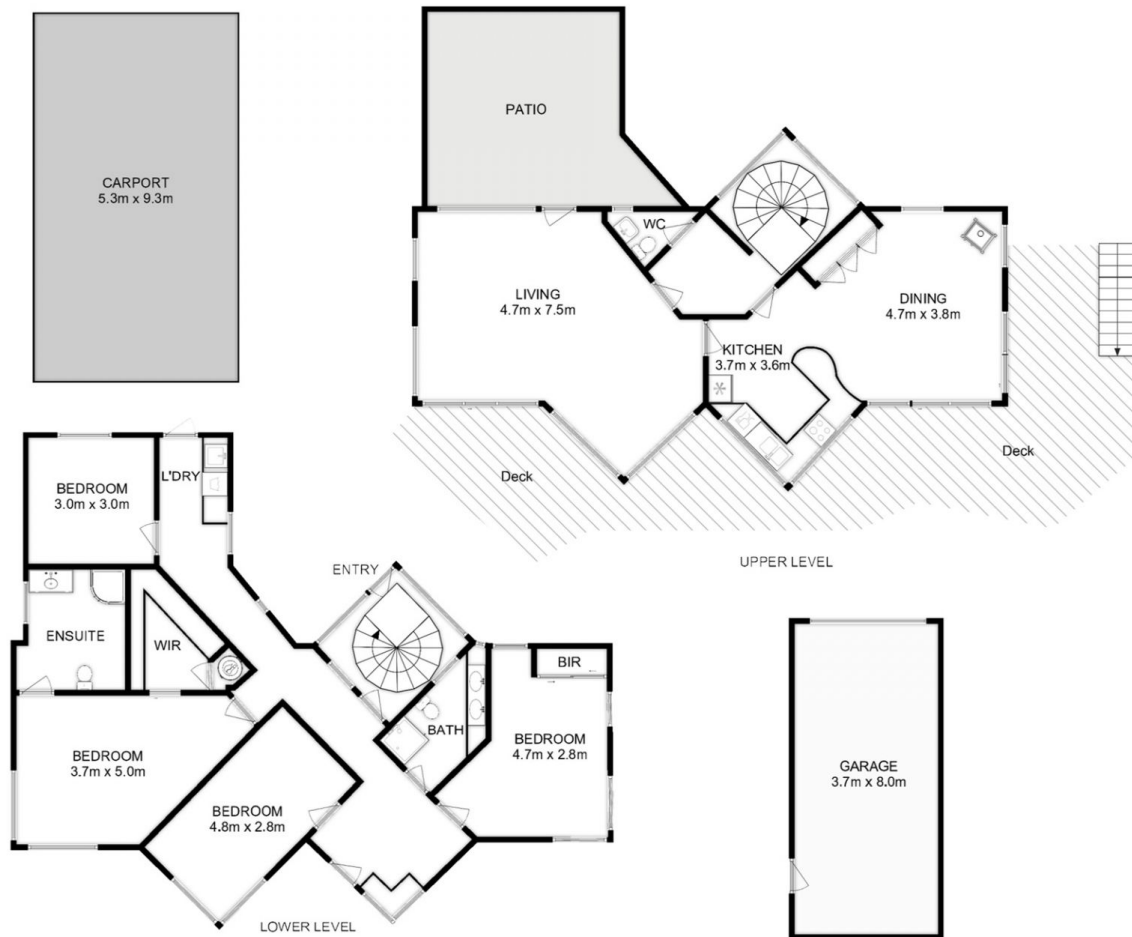 CARPORT
5.3m x 9.3m
PATIO
WC
LIVING
4.7m x 7.5m
DINING
4.7m x 3.8m
KITCHEN
3.7m x 3.6m
Deck
Deck
UPPER LEVEL
BEDROOM
3.0m x 3.0m
L'DRY
ENTRY
ENSUITE
WIR
BIR
BATH
BEDROOM
3.7m x 5.0m
BEDROOM
4.8m x 2.8m
BEDROOM
4.7m x 2.8m
LOWER LEVEL
GARAGE
3.7m x 8.0m